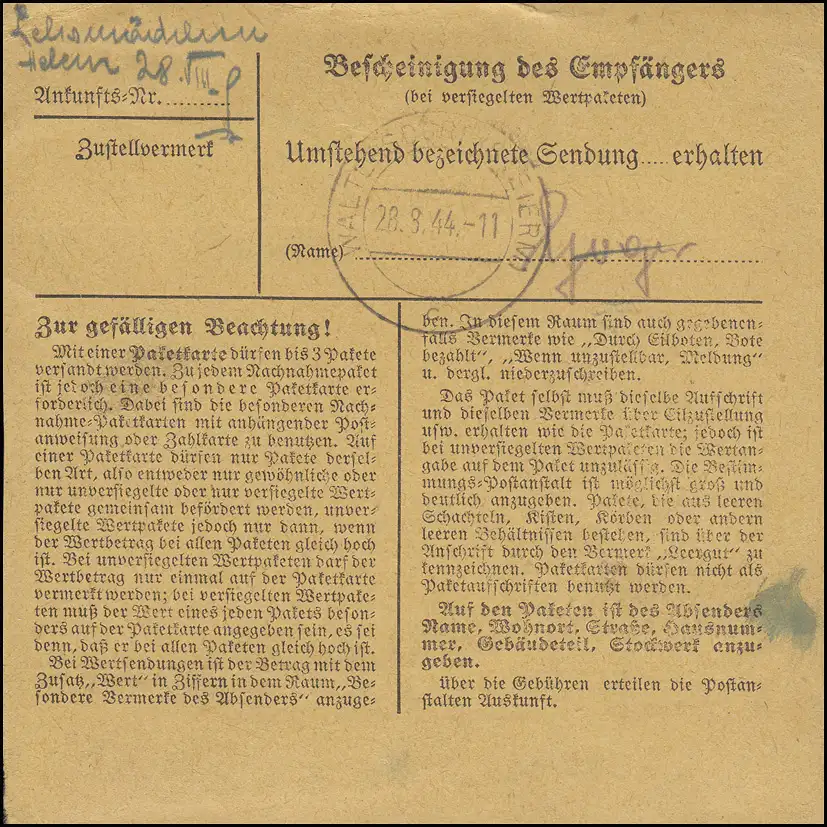 28. VIII.
Ankunfts-Nr. ..........
Zustellvermerk
Bescheinigung des Empfängers
(bei versiegelten Wertpaketen)
Umstehend bezeichnete Sendung..... erhalten
28.8.44.-11
(Name)
Zur gefälligen Beachtung!
Mit einer Paketkarte dürfen bis 3 Pakete
versandt werden. Zu jedem Nachnahmepaket
ist jedoch eine besondere Paketkarte er-
forderlich. Dabei sind die besonderen Nach-
nahme-Paketkarten mit anhängender Post-
anweisung oder Zahlkarte zu benutzen. Auf
einer Paketkarte dürfen nur Pakete dersel-
ben Art, also entweder nur gewöhnliche oder
nur unversiegelte oder nur versiegelte Wert-
pakete gemeinsam befördert werden, unver-
siegelte Wertpakete jedoch nur dann, wenn
der Wertbetrag bei allen Paketen gleich hoch
ist. Bei unversiegelten Wertpaketen darf der
Wertbetrag nur einmal auf der Paketkarte
vermerkt werden; bei versiegelten Wertpake-
ten muß der Wert eines jeden Pakets beson-
ders auf der Paketkarte angegeben sein, es sei
denn, daß er bei allen Paketen gleich hoch ist.
Bei Wertsendungen ist der Betrag mit dem
Zusatz „Wert“ in Ziffern in dem Raum „Be-
sondere Vermerke des Absenders“ anzuge-
ben. In diesem Raum sind auch gegebenen-
falls Vermerke wie „Durch Eilboten, Bote
bezahlt“, „Wenn unzustellbar, Meldung“
u. dergl. niederzuschreiben.
Das Paket selbst muß dieselbe Aufschrift
und dieselben Vermerke über Eilzustellung
usw. erhalten wie die Paketkarte; jedoch ist
bei unversiegelten Wertpaketen die Wertan-
gabe auf dem Paket unzulässig. Die Bestim-
mungs-Postanstalt ist möglichst groß und
deutlich anzugeben. Pakete, die aus leeren
Schachteln, Kisten, Körben oder andern
leeren Behältnissen bestehen, sind über der
Anschrift durch den Vermerk „Leergut“ zu
kennzeichnen. Paketkarten dürfen nicht als
Paketaufschriften benutzt werden.
Auf den Paketen ist des Absenders
Name, Wohnort, Straße, Hausnum-
mer, Gebäudeteil, Stockwerk anzu-
geben.
Über die Gebühren erteilen die Postan-
stalten Auskunft.